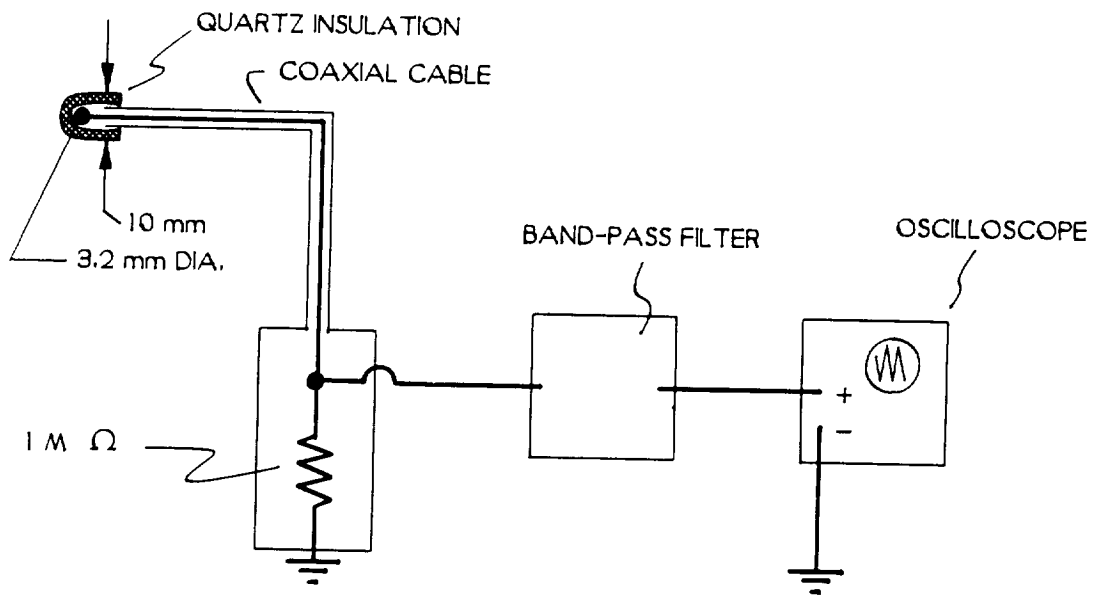 QUARTZ INSULATION
COAXIAL CABLE
10 mm
3.2 mm DIA.
BAND-PASS FILTER
OSCILLOSCOPE
+
−
1 M Ω